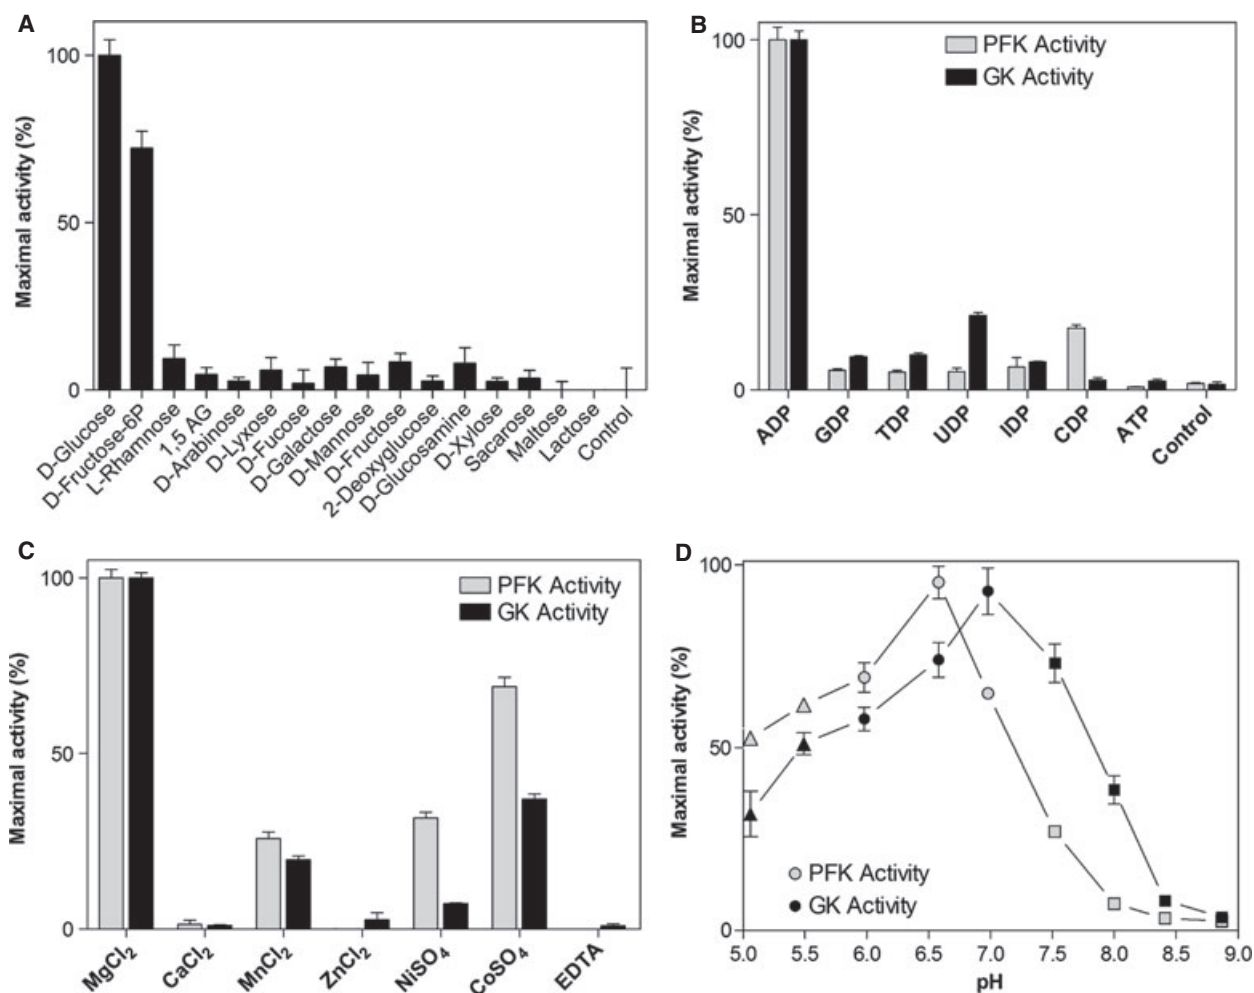 A
Maximal activity (%)
100
50
0
D-Glucose
D-Fructose-6P
L-Rhamnose
1,5 AG
D-Arabinose
D-Lyxose
D-Fucose
D-Galactose
D-Mannose
D-Fructose
2-Deoxyglucose
D-Glucosamine
D-Xylose
Sacarose
Maltose
Lactose
Control
B
Maximal activity (%)
100
50
0
PFK Activity
GK Activity
ADP
GDP
TDP
UDP
IDP
CDP
ATP
Control
C
Maximal activity (%)
100
50
0
PFK Activity
GK Activity
MgCl₂
CaCl₂
MnCl₂
ZnCl₂
NiSO₄
CoSO₄
EDTA
D
Maximal activity (%)
100
50
0
PFK Activity
GK Activity
5.0 5.5 6.0 6.5 7.0 7.5 8.0 8.5 9.0
pH